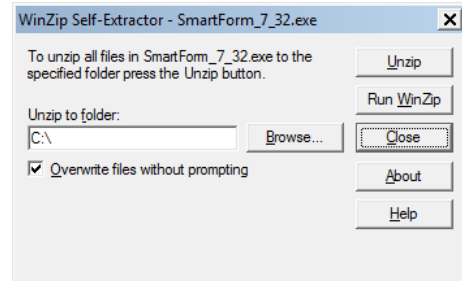 WinZip Self-Extractor - SmartForm_7_32.exe
To unzip all files in SmartForm_7_32.exe to the
specified folder press the Unzip button.
Unzip to folder:
C:\
Browse...
Overwrite files without prompting
Unzip
Run WinZip
Close
About
Help